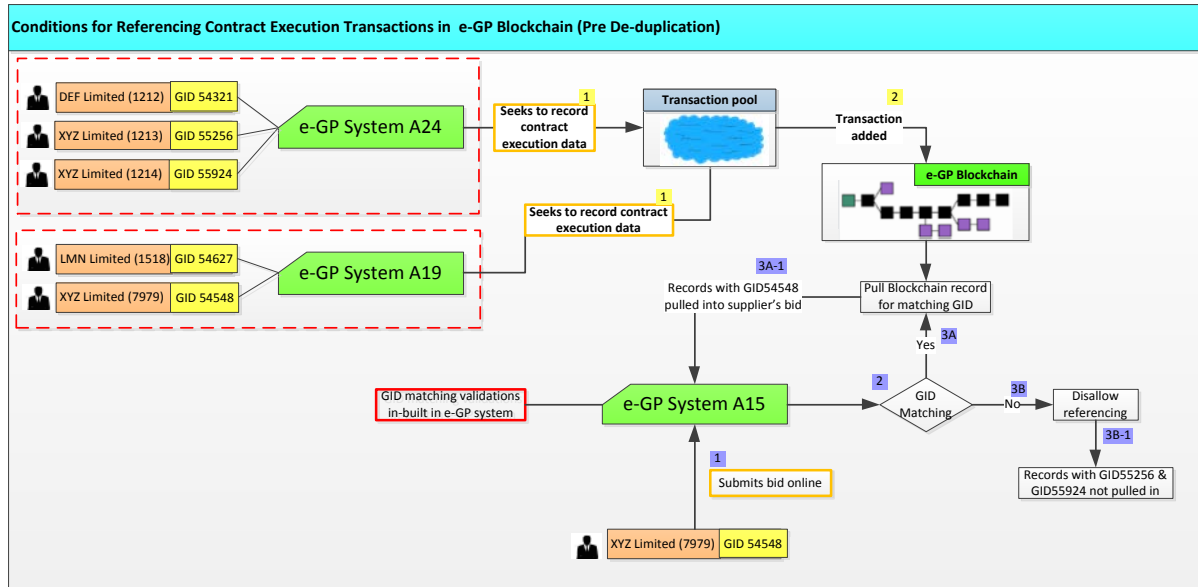 Conditions for Referencing Contract Execution Transactions in e-GP Blockchain (Pre De-duplication)
DEF Limited (1212) GID 54321
XYZ Limited (1213) GID 55256
XYZ Limited (1214) GID 55924
e-GP System A24
1
Seeks to record
contract
execution data
Transaction pool
2
Transaction
added
e-GP Blockchain
LMN Limited (1518) GID 54627
XYZ Limited (7979) GID 54548
e-GP System A19
1
Seeks to record contract
execution data
3A-1
Records with GID54548
pulled into supplier's bid
Pull Blockchain record
for matching GID
3A
Yes
GID matching validations
in-built in e-GP system
e-GP System A15
2
GID
Matching
3B
No
Disallow
referencing
3B-1
Records with GID55256 &
GID55924 not pulled in
1
Submits bid online
XYZ Limited (7979) GID 54548